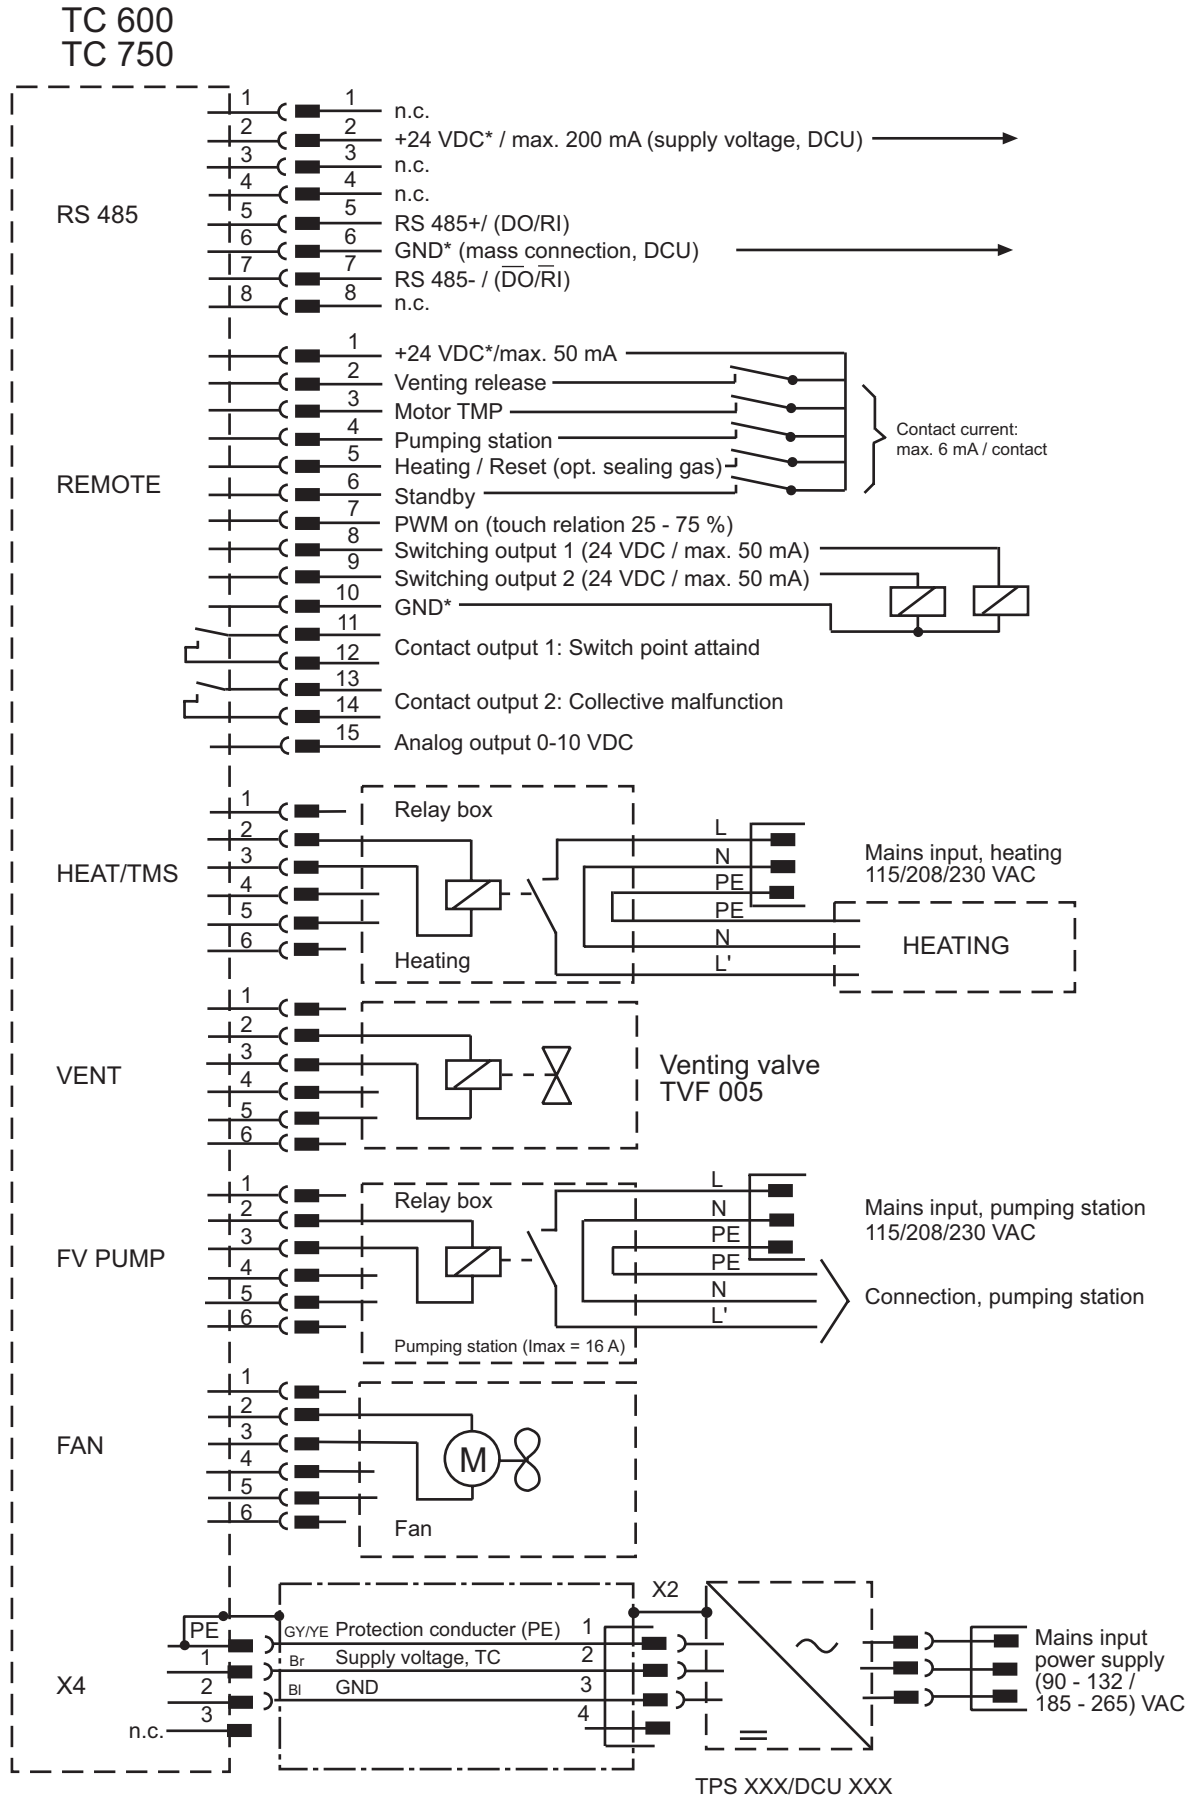 TC 600
TC 750
RS 485
1 1 n.c.
2 2 +24 VDC* / max. 200 mA (supply voltage, DCU)
3 3 n.c.
4 4 n.c.
5 5 RS 485+/ (DO/RI)
6 6 GND* (mass connection, DCU)
7 7 RS 485- / (D̅O̅/R̅I)
8 8 n.c.
REMOTE
1 +24 VDC*/max. 50 mA
2 Venting release
3 Motor TMP
4 Pumping station
5 Heating / Reset (opt. sealing gas)
6 Standby
Contact current:
max. 6 mA / contact
7 PWM on (touch relation 25 - 75 %)
8 Switching output 1 (24 VDC / max. 50 mA)
9 Switching output 2 (24 VDC / max. 50 mA)
10 GND*
11
Contact output 1: Switch point attaind
12
13
Contact output 2: Collective malfunction
14
15 Analog output 0-10 VDC
HEAT/TMS
1
2
3
4
5
6
Relay box
Heating
L
N
PE
PE
N
L'
Mains input, heating
115/208/230 VAC
HEATING
VENT
1
2
3
4
5
6
Venting valve
TVF 005
FV PUMP
1
2
3
4
5
6
Relay box
Pumping station (Imax = 16 A)
L
N
PE
PE
N
L'
Mains input, pumping station
115/208/230 VAC
Connection, pumping station
FAN
1
2
3
4
5
6
M
Fan
X4
PE GY/YE Protection conducter (PE) 1
1 Br Supply voltage, TC 2
2 Bl GND 3
3 4
n.c.
X2
Mains input
power supply
(90 - 132 /
185 - 265) VAC
TPS XXX/DCU XXX